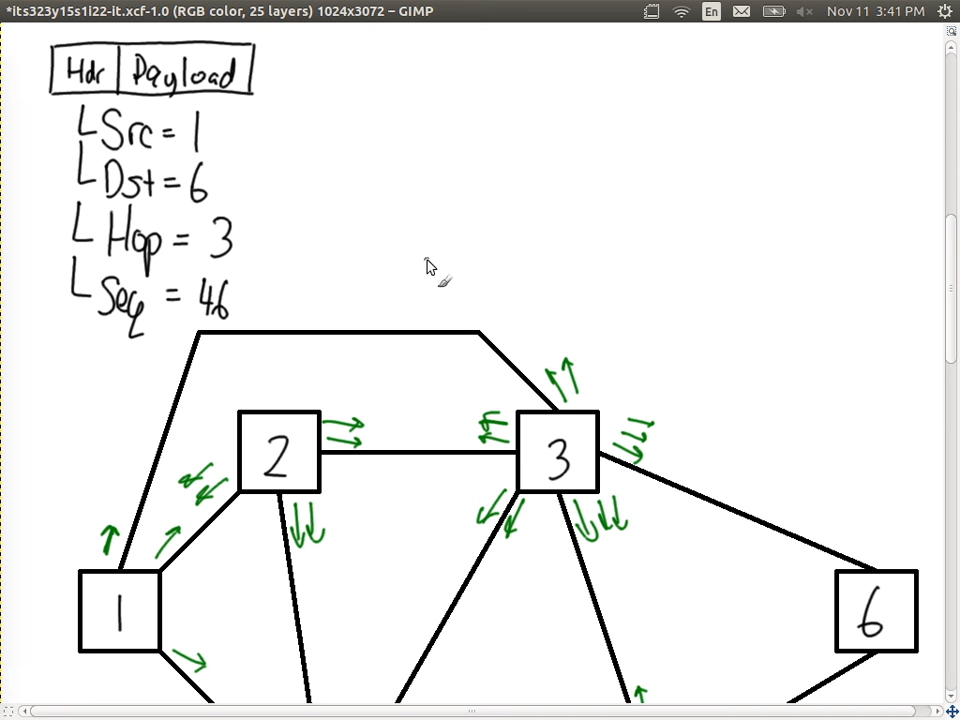 *its323y15s1i22-it.xcf-1.0 (RGB color, 25 layers) 1024x3072 – GIMP
En
Nov 11 3:41 PM
Hdr Payload
Src = 1
Dst = 6
Hop = 3
Seq = 46
2
3
1
6